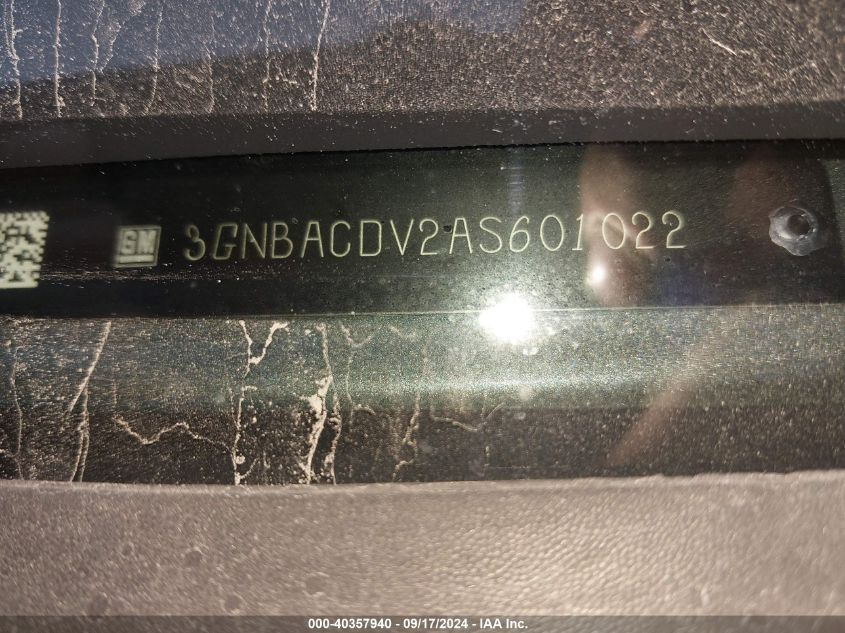 GM 3GNBACDV2AS601022
000-40357940 - 09/17/2024 - IAA Inc.